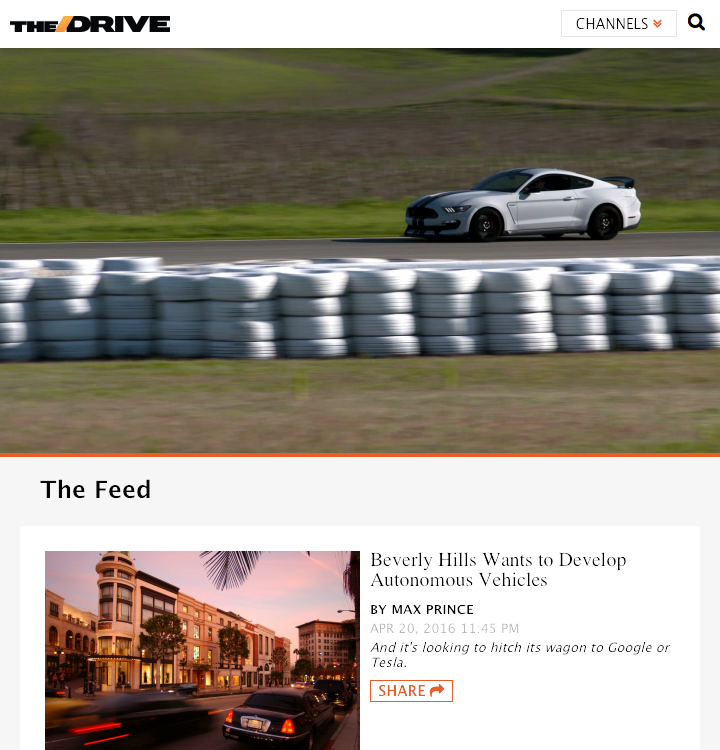 THE DRIVE
CHANNELS
The Feed
Beverly Hills Wants to Develop
Autonomous Vehicles
BY MAX PRINCE
APR 20, 2016 11:45 PM
And it's looking to hitch its wagon to Google or
Tesla.
SHARE